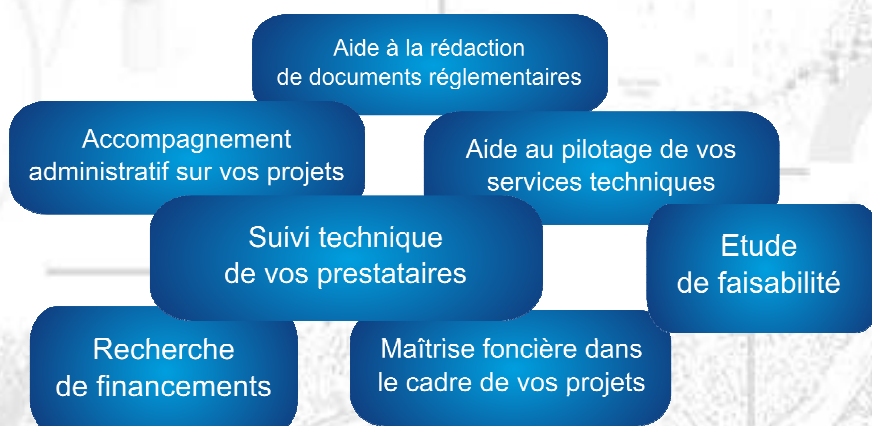 Aide à la rédaction
de documents réglementaires
Accompagnement
administratif sur vos projets
Aide au pilotage de vos
services techniques
Suivi technique
de vos prestataires
Etude
de faisabilité
Recherche
de financements
Maîtrise foncière dans
le cadre de vos projets